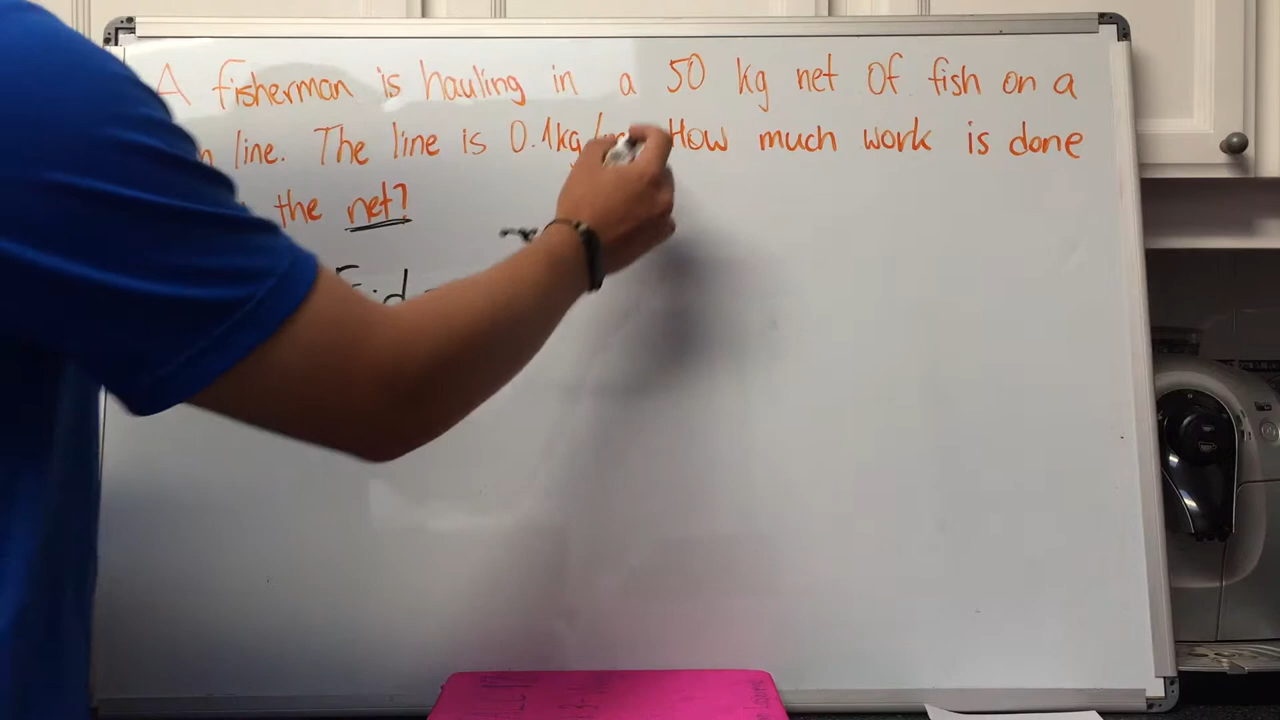 A fisherman is hauling in a 50 kg net of fish on a
line. The line is 0.1kg/ How much work is done
the net?